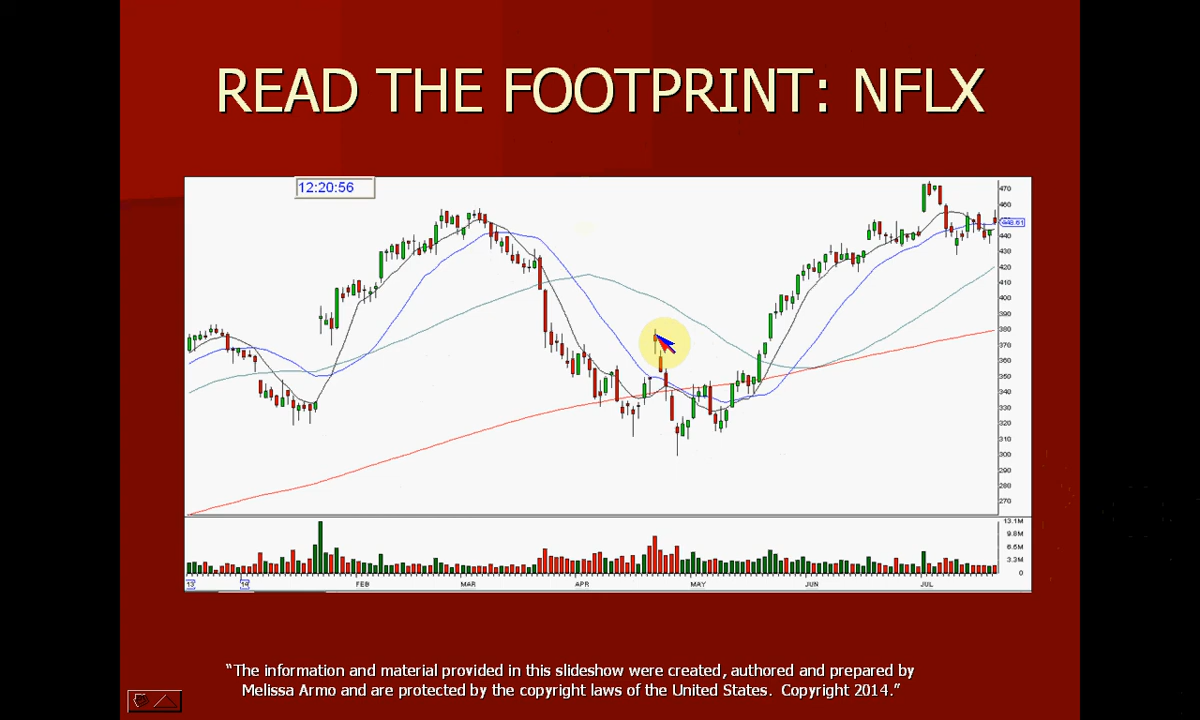 READ THE FOOTPRINT: NFLX
12:20:56
470
460
448.61
440
430
420
410
400
390
380
370
360
350
340
330
320
310
300
290
280
270
13.1M
9.8M
6.5M
3.3M
0
FEB MAR APR MAY JUN JUL
“The information and material provided in this slideshow were created, authored and prepared by
Melissa Armo and are protected by the copyright laws of the United States. Copyright 2014.”